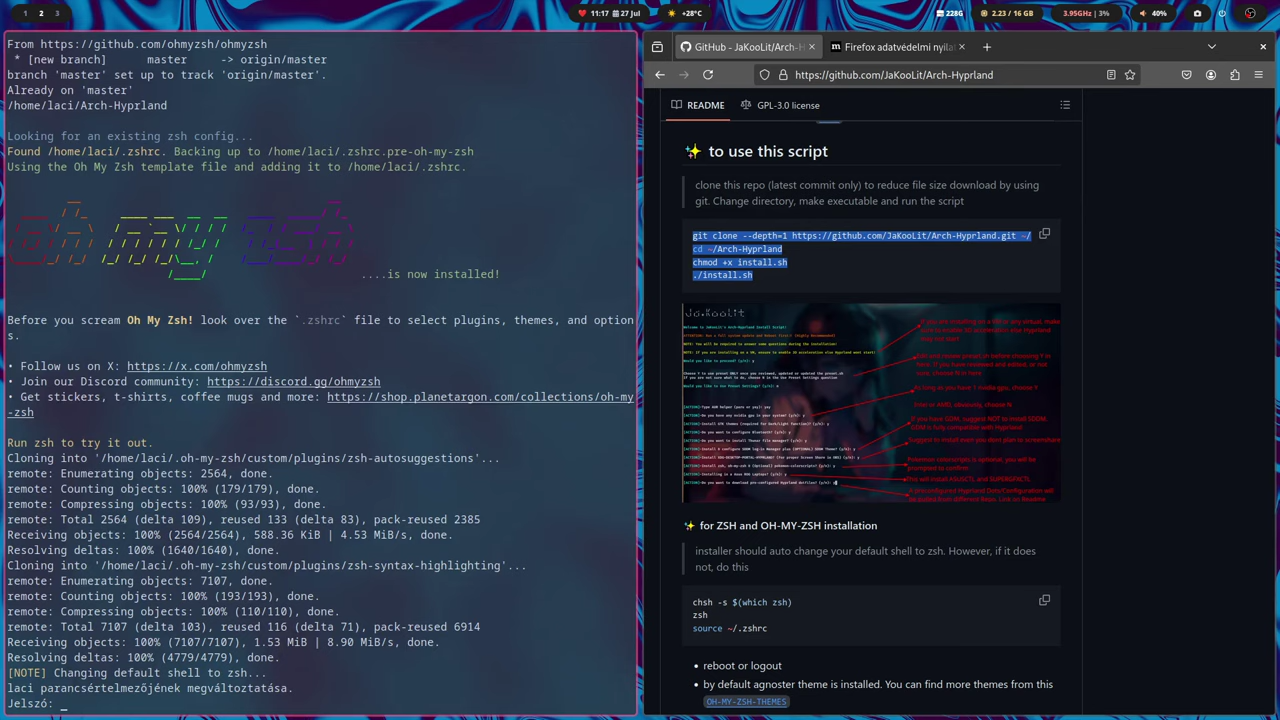 1 2 3
11:17 27 Jul
+28°C
228G
2.23 / 16 GB
3.95GHz | 3%
40%
From https://github.com/ohmyzsh/ohmyzsh
* [new branch] master -> origin/master
branch 'master' set up to track 'origin/master'.
Already on 'master'
/home/laci/Arch-Hyprland
Looking for an existing zsh config...
Found /home/laci/.zshrc. Backing up to /home/laci/.zshrc.pre-oh-my-zsh
Using the Oh My Zsh template file and adding it to /home/laci/.zshrc.
....is now installed!
Before you scream Oh My Zsh! look over the `.zshrc` file to select plugins, themes, and option
s.
• Follow us on X: https://x.com/ohmyzsh
• Join our Discord community: https://discord.gg/ohmyzsh
• Get stickers, t-shirts, coffee mugs and more: https://shop.planetargon.com/collections/oh-my
-zsh
Run zsh to try it out.
Cloning into '/home/laci/.oh-my-zsh/custom/plugins/zsh-autosuggestions'...
remote: Enumerating objects: 2564, done.
remote: Counting objects: 100% (179/179), done.
remote: Compressing objects: 100% (78/78), done.
remote: Total 2564 (delta 109), reused 133 (delta 83), pack-reused 2385
Receiving objects: 100% (2564/2564), 588.36 KiB | 4.53 MiB/s, done.
Resolving deltas: 100% (1640/1640), done.
Cloning into '/home/laci/.oh-my-zsh/custom/plugins/zsh-syntax-highlighting'...
remote: Enumerating objects: 7107, done.
remote: Counting objects: 100% (193/193), done.
remote: Compressing objects: 100% (110/110), done.
remote: Total 7107 (delta 103), reused 116 (delta 71), pack-reused 6914
Receiving objects: 100% (7107/7107), 1.53 MiB | 8.90 MiB/s, done.
Resolving deltas: 100% (4779/4779), done.
[NOTE] Changing default shell to zsh...
laci parancsértelmezőjének megváltoztatása.
Jelszó: _
GitHub - JaKooLit/Arch-H
Firefox adatvédelmi nyila
https://github.com/JaKooLit/Arch-Hyprland
README
GPL-3.0 license
✨ to use this script
clone this repo (latest commit only) to reduce file size download by using
git. Change directory, make executable and run the script
git clone --depth=1 https://github.com/JaKooLit/Arch-Hyprland.git ~/
cd ~/Arch-Hyprland
chmod +x install.sh
./install.sh
JaKooLit
Welcome to JaKooLit's Arch-Hyprland Install Script!
✨ for ZSH and OH-MY-ZSH installation
installer should auto change your default shell to zsh. However, if it does
not, do this
chsh -s $(which zsh)
zsh
source ~/.zshrc
• reboot or logout
• by default agnoster theme is installed. You can find more themes from this
OH-MY-ZSH-THEMES